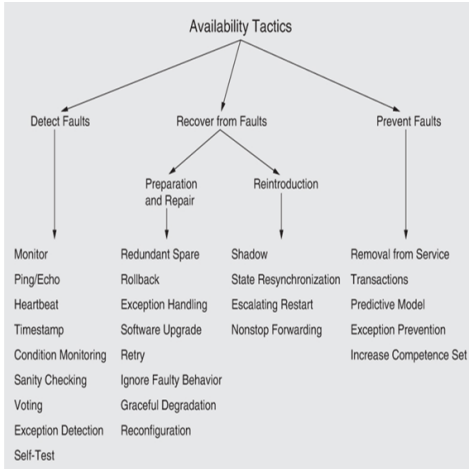 Availability Tactics
Detect Faults
Recover from Faults
Prevent Faults
Preparation
and Repair
Reintroduction
Monitor
Ping/Echo
Heartbeat
Timestamp
Condition Monitoring
Sanity Checking
Voting
Exception Detection
Self-Test
Redundant Spare
Rollback
Exception Handling
Software Upgrade
Retry
Ignore Faulty Behavior
Graceful Degradation
Reconfiguration
Shadow
State Resynchronization
Escalating Restart
Nonstop Forwarding
Removal from Service
Transactions
Predictive Model
Exception Prevention
Increase Competence Set